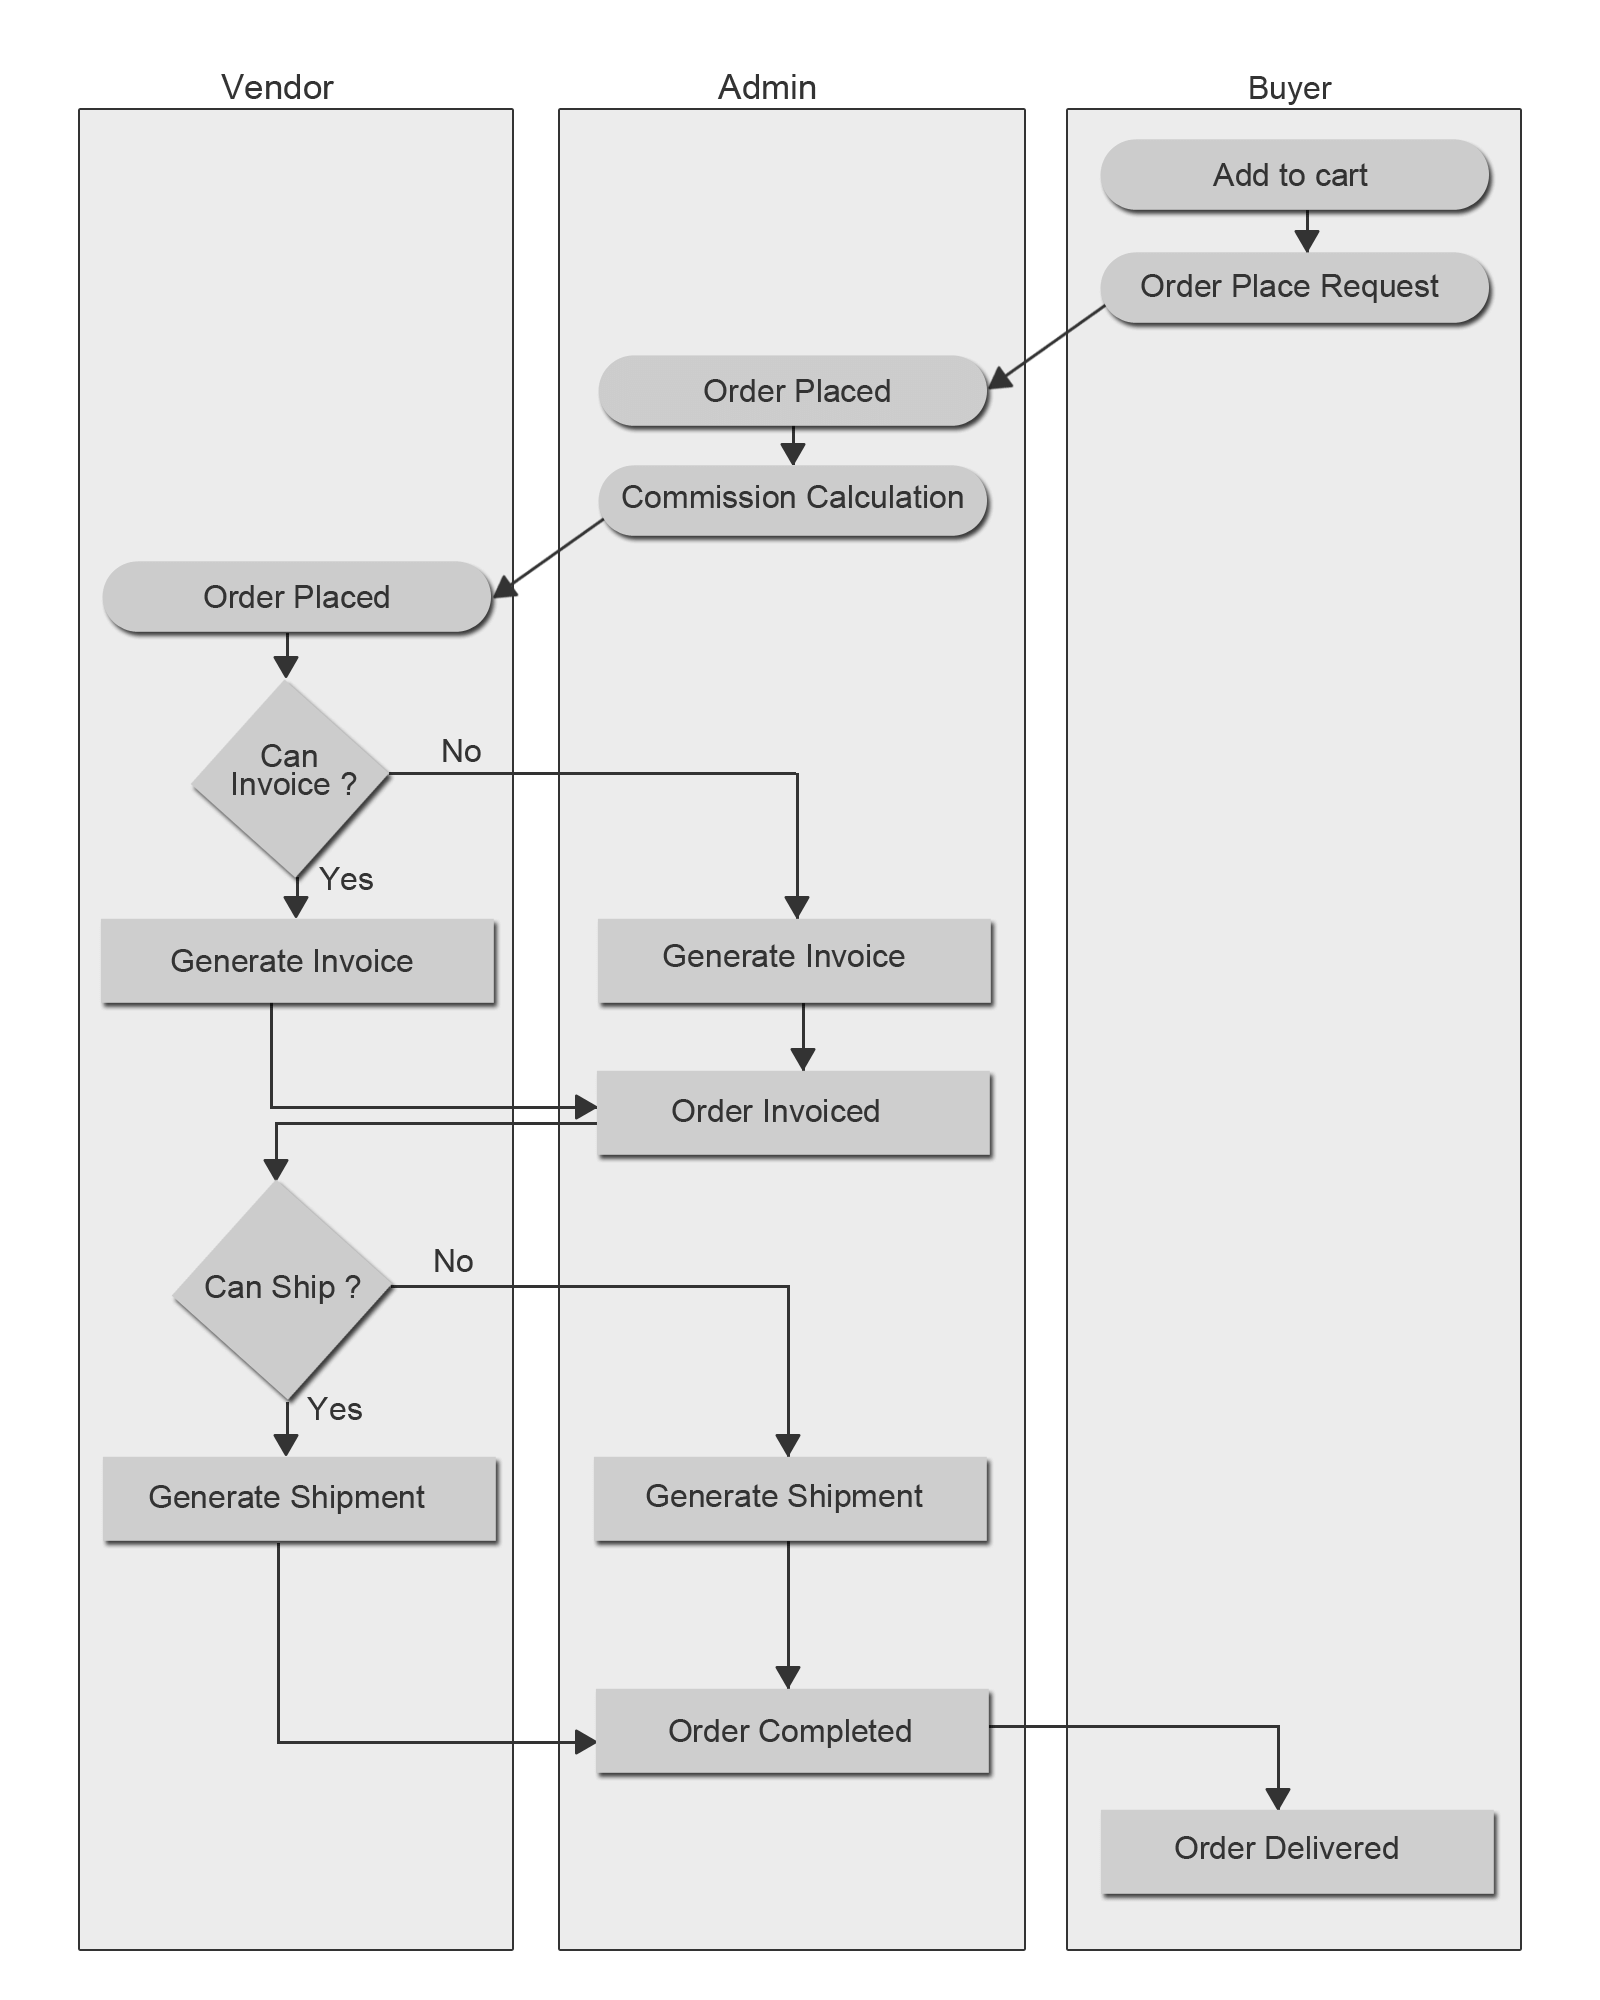 Vendor
Admin
Buyer
Add to cart
Order Place Request
Order Placed
Commission Calculation
Order Placed
Can
Invoice ?
No
Yes
Generate Invoice
Generate Invoice
Order Invoiced
Can Ship ?
No
Yes
Generate Shipment
Generate Shipment
Order Completed
Order Delivered